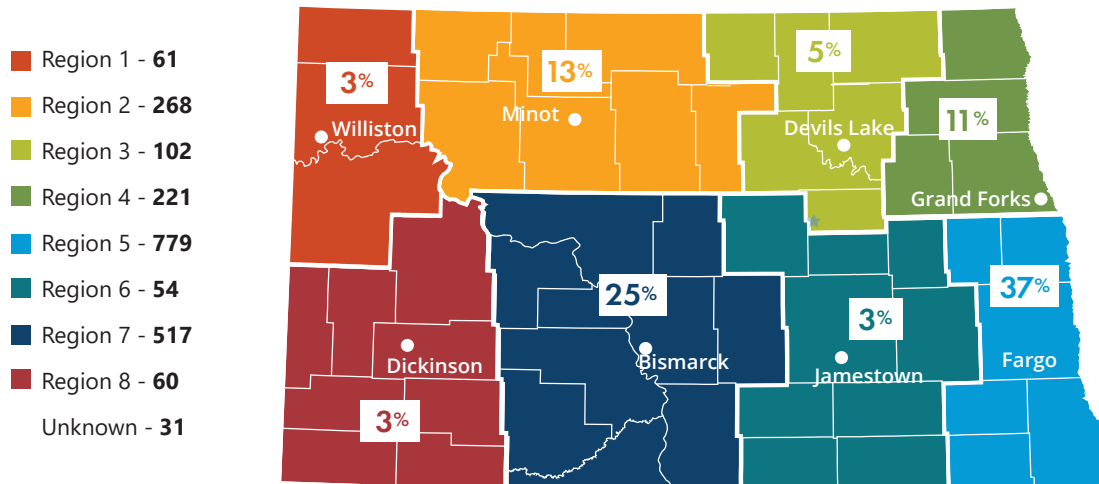 Region 1 - 61
Region 2 - 268
Region 3 - 102
Region 4 - 221
Region 5 - 779
Region 6 - 54
Region 7 - 517
Region 8 - 60
Unknown - 31
3%
Williston
13%
Minot
5%
Devils Lake
11%
Grand Forks
25%
Bismarck
3%
Jamestown
37%
Fargo
Dickinson
3%